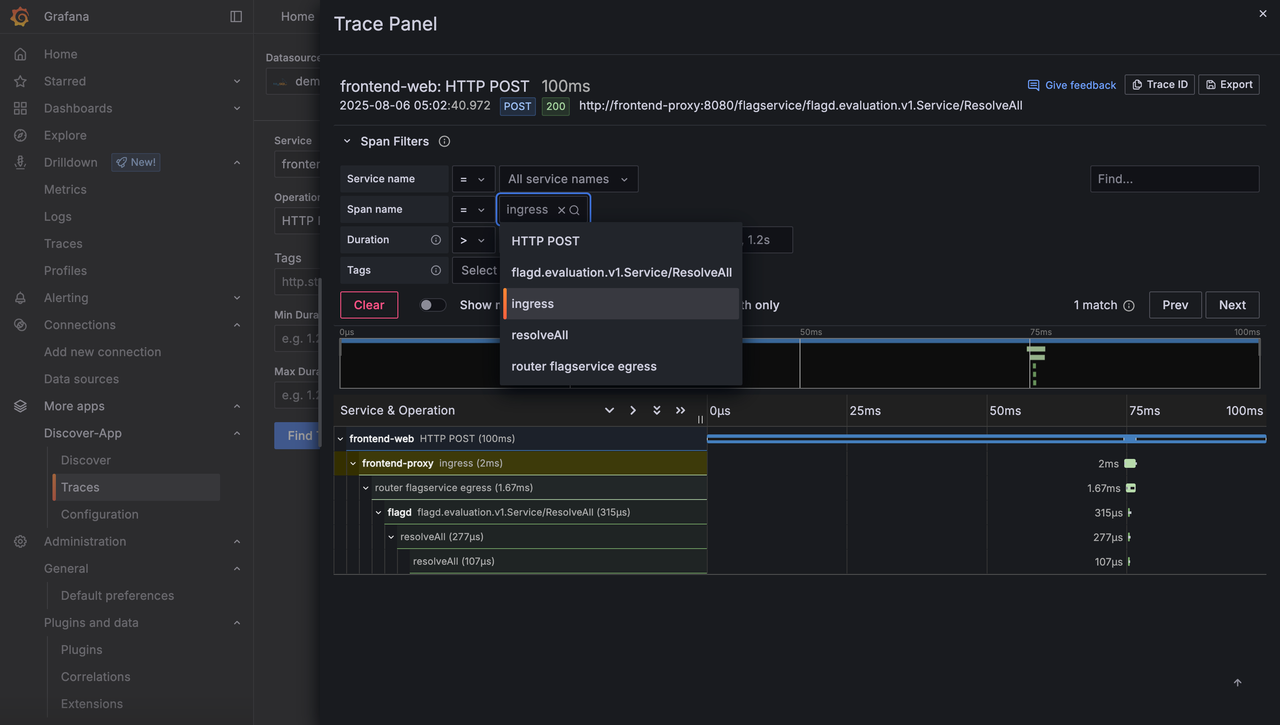 Grafana
Home
Starred
Dashboards
Explore
Drilldown
New!
Metrics
Logs
Traces
Profiles
Alerting
Connections
Add new connection
Data sources
More apps
Discover-App
Discover
Traces
Configuration
Administration
General
Default preferences
Plugins and data
Plugins
Correlations
Extensions
Home
Datasource
dem
Service
fronter
Operation
HTTP
Tags
http.st
Min Dura
e.g. 1.2
Max Dura
e.g. 1.2
Find
Trace Panel
frontend-web: HTTP POST 100ms
Give feedback
Trace ID
Export
2025-08-06 05:02:40.972 POST 200 http://frontend-proxy:8080/flagservice/flagd.evaluation.v1.Service/ResolveAll
Span Filters
Service name = All service names
Find...
Span name = ingress
Duration > 1.2s
Tags Select
HTTP POST
flagd.evaluation.v1.Service/ResolveAll
ingress
resolveAll
router flagservice egress
Clear Show only
1 match Prev Next
0µs 50ms 75ms 100ms
Service & Operation 0µs 25ms 50ms 75ms 100ms
frontend-web HTTP POST (100ms)
frontend-proxy ingress (2ms) 2ms
router flagservice egress (1.67ms) 1.67ms
flagd flagd.evaluation.v1.Service/ResolveAll (315µs) 315µs
resolveAll (277µs) 277µs
resolveAll (107µs) 107µs